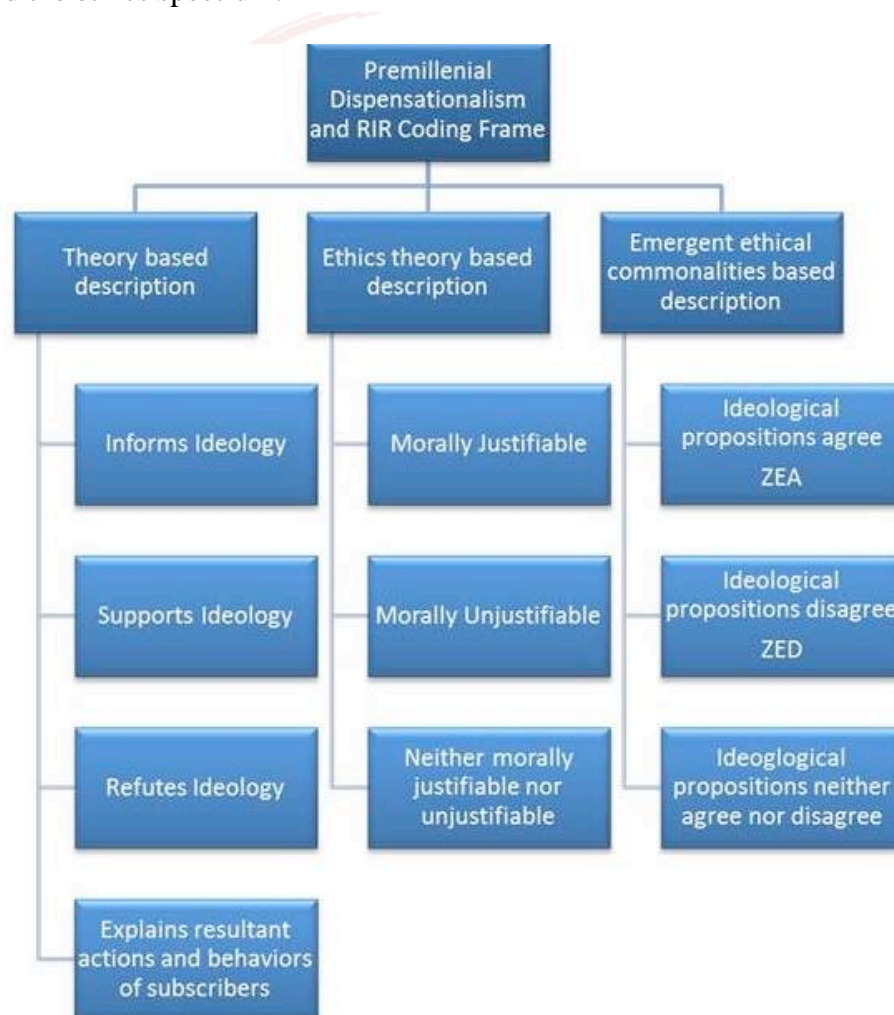 Premillenial
Dispensationalism
and RIR Coding Frame
Theory based
description
Ethics theory based
description
Emergent ethical
commonalities based
description
Informs Ideology
Morally Justifiable
Ideological
propositions agree
ZEA
Supports Ideology
Morally Unjustifiable
Ideological
propositions disagree
ZED
Refutes Ideology
Neither morally
justifiable nor
unjustifiable
Ideoglogical
propositions neither
agree nor disagree
Explains resultant
actions and behaviors
of subscribers